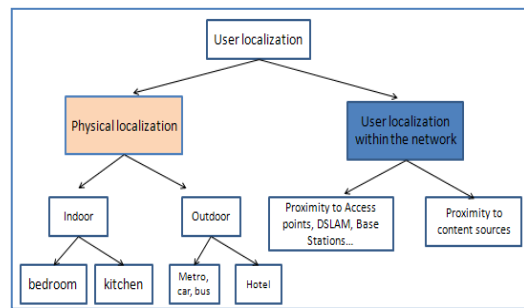 User localization
Physical localization
User localization
within the network
Indoor
Outdoor
Proximity to Access
points, DSLAM, Base
Stations...
Proximity to
content sources
bedroom
kitchen
Metro,
car, bus
Hotel